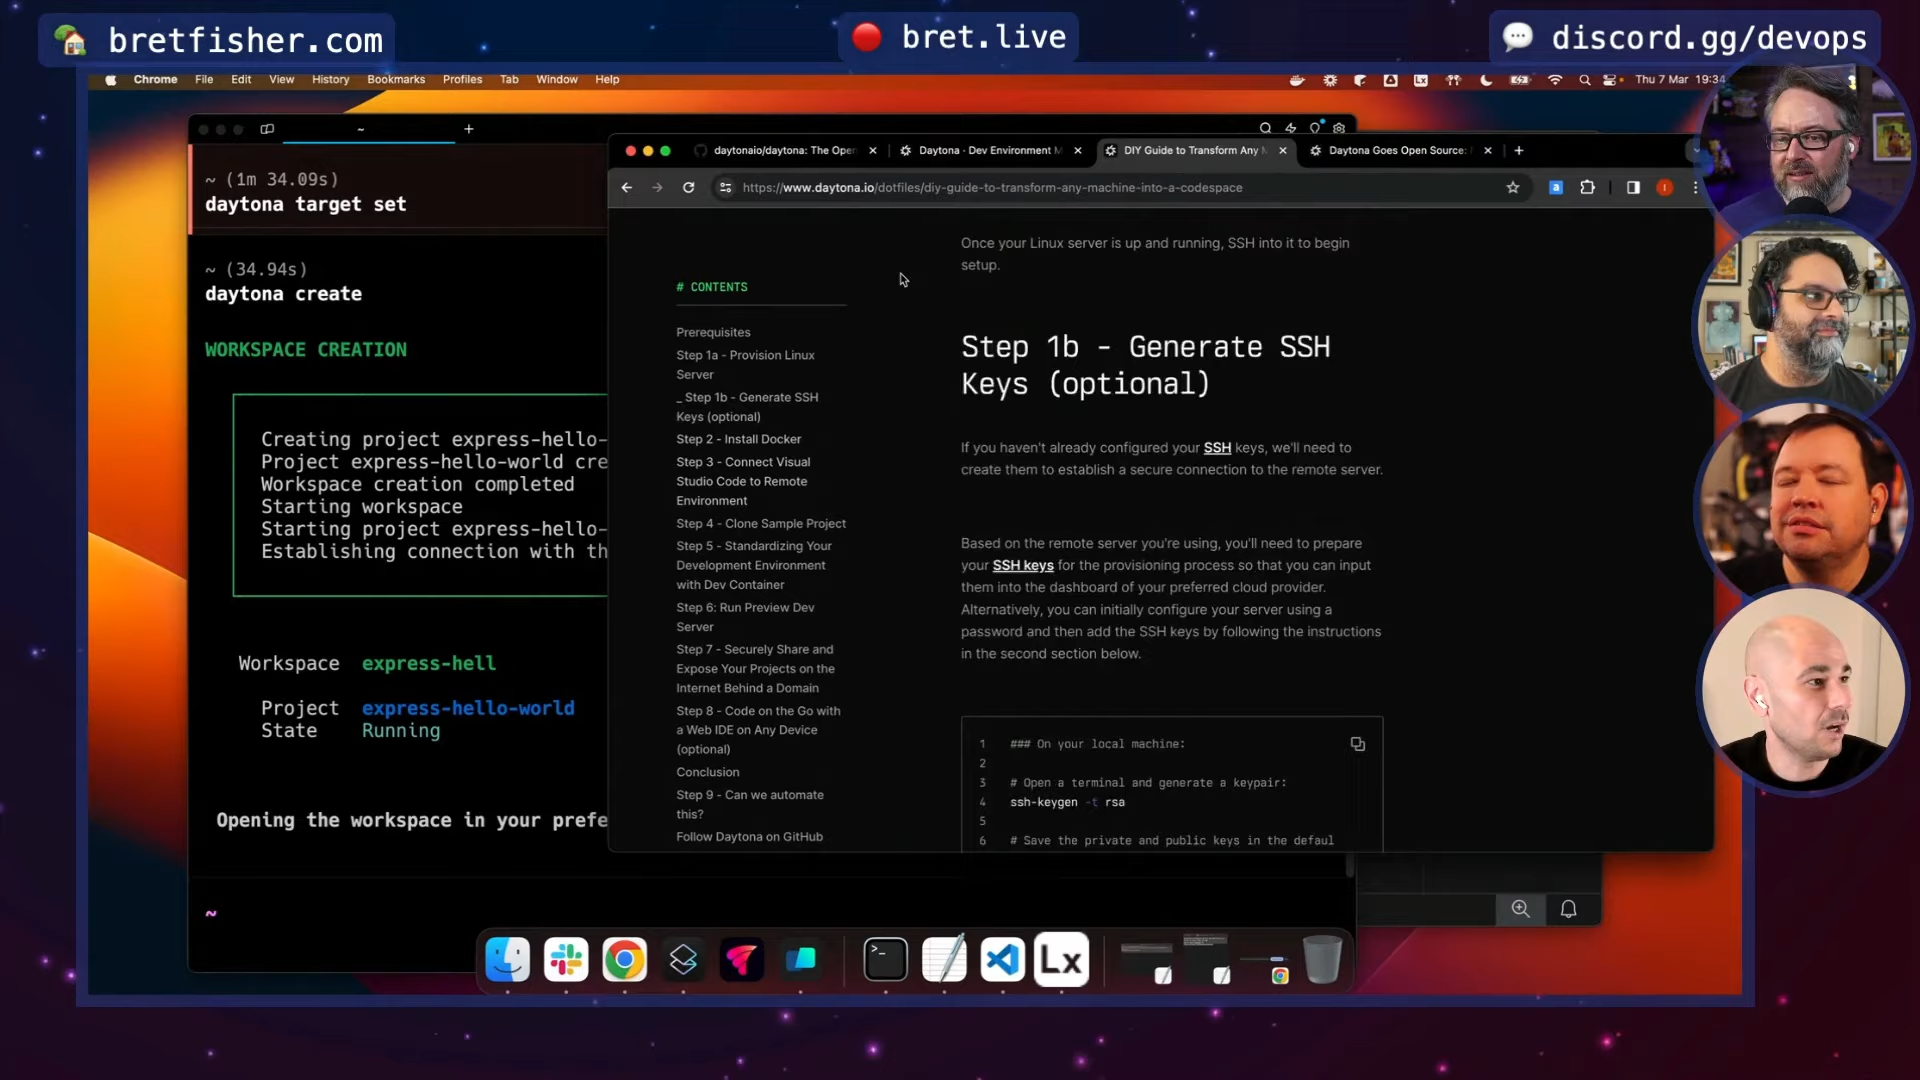 bretfisher.com
bret.live
discord.gg/devops
Chrome File Edit View History Bookmarks Profiles Tab Window Help
Lx
Thu 7 Mar 19:34
~
daytonaio/daytona: The Open
Daytona - Dev Environment M
DIY Guide to Transform Any M
Daytona Goes Open Source:
https://www.daytona.io/dotfiles/diy-guide-to-transform-any-machine-into-a-codespace
~ (1m 34.09s)
daytona target set
~ (34.94s)
daytona create
WORKSPACE CREATION
Creating project express-hello-
Project express-hello-world cre
Workspace creation completed
Starting workspace
Starting project express-hello-
Establishing connection with th
Workspace express-hell
Project express-hello-world
State Running
Opening the workspace in your prefe
~
# CONTENTS
Prerequisites
Step 1a - Provision Linux
Server
_ Step 1b - Generate SSH
Keys (optional)
Step 2 - Install Docker
Step 3 - Connect Visual
Studio Code to Remote
Environment
Step 4 - Clone Sample Project
Step 5 - Standardizing Your
Development Environment
with Dev Container
Step 6: Run Preview Dev
Server
Step 7 - Securely Share and
Expose Your Projects on the
Internet Behind a Domain
Step 8 - Code on the Go with
a Web IDE on Any Device
(optional)
Conclusion
Step 9 - Can we automate
this?
Follow Daytona on GitHub
Once your Linux server is up and running, SSH into it to begin
setup.
Step 1b - Generate SSH
Keys (optional)
If you haven't already configured your SSH keys, we'll need to
create them to establish a secure connection to the remote server.
Based on the remote server you're using, you'll need to prepare
your SSH keys for the provisioning process so that you can input
them into the dashboard of your preferred cloud provider.
Alternatively, you can initially configure your server using a
password and then add the SSH keys by following the instructions
in the second section below.
1 ### On your local machine:
2
3 # Open a terminal and generate a keypair:
4 ssh-keygen -t rsa
5
6 # Save the private and public keys in the defaul
Lx